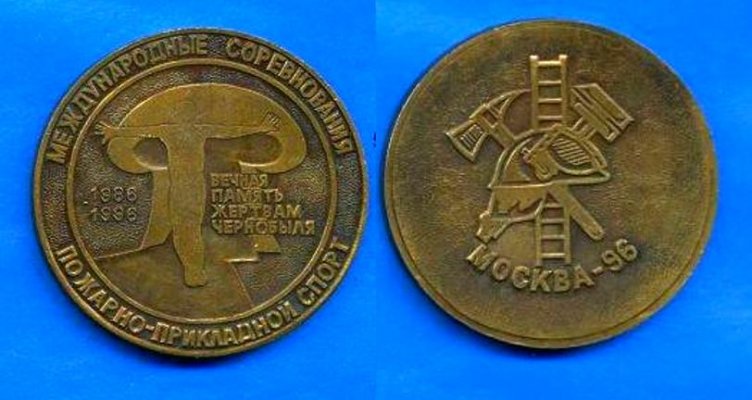 МЕЖДУНАРОДНЫЕ СОРЕВНОВАНИЯ
1986
1996
ВЕЧНАЯ
ПАМЯТЬ
ЖЕРТВАМ
ЧЕРНОБЫЛЯ
ПОЖАРНО-ПРИКЛАДНОЙ СПОРТ
МОСКВА-96